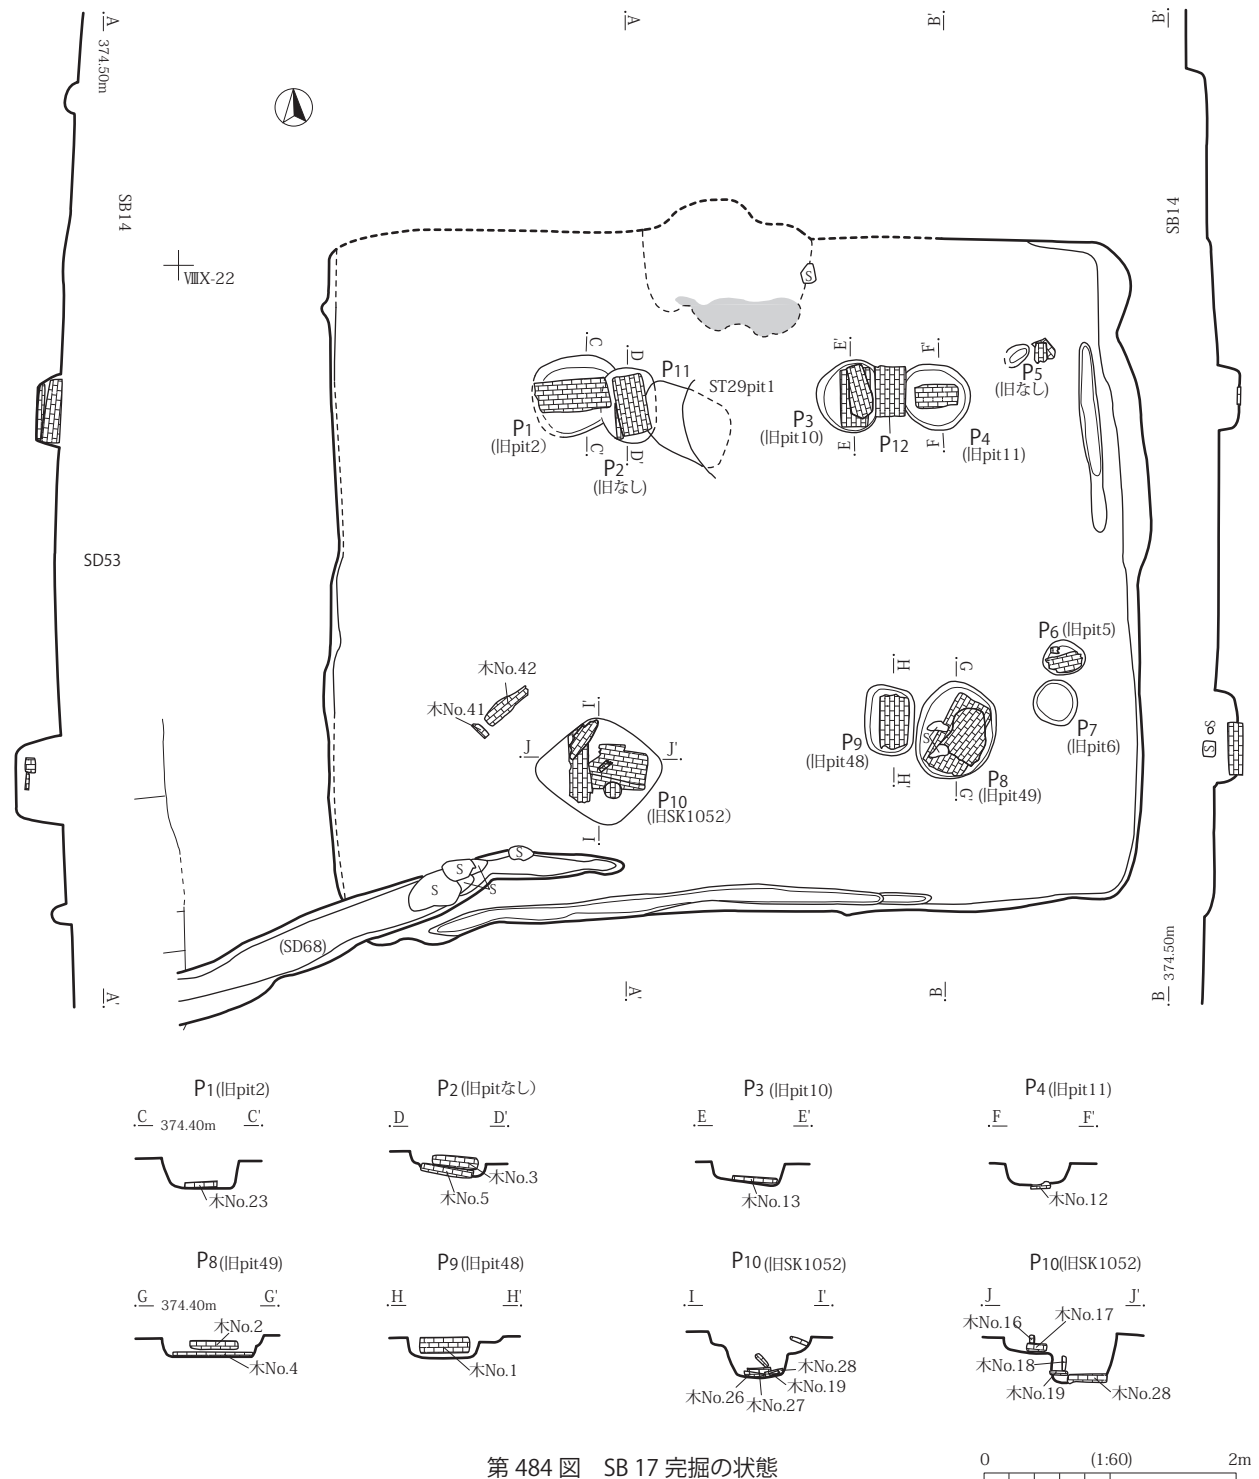 A
A
B'
B'
374.50m
SB14
SB14
ⅧX-22
S
C
D
P11
ST29pit1
E'
F'
P5
(旧なし)
P1
(旧pit2)
C'
P2
D'
(旧なし)
P3
(旧pit10)
E
P12
F
P4
(旧pit11)
SD53
P6(旧pit5)
木No.42
木No.41
I'
J
J'
H
G
P9
(旧pit48)
S
P7
(旧pit6)
S
S
H'
G'
P8
(旧pit49)
P10
(旧SK1052)
I
S
S
S
S
(SD68)
374.50m
A'
A'
B
B
P1(旧pit2)
C 374.40m C'
木No.23
P2(旧pitなし)
D D'
木No.3
木No.5
P3 (旧pit10)
E E'
木No.13
P4(旧pit11)
F F'
木No.12
P8(旧pit49)
G 374.40m G'
木No.2
木No.4
P9(旧pit48)
H H'
木No.1
P10(旧SK1052)
I I'
木No.28
木No.19
木No.26
木No.27
P10(旧SK1052)
J J'
木No.16
木No.17
木No.18
木No.19
木No.28
第 484 図　SB 17 完掘の状態
0 (1:60) 2m